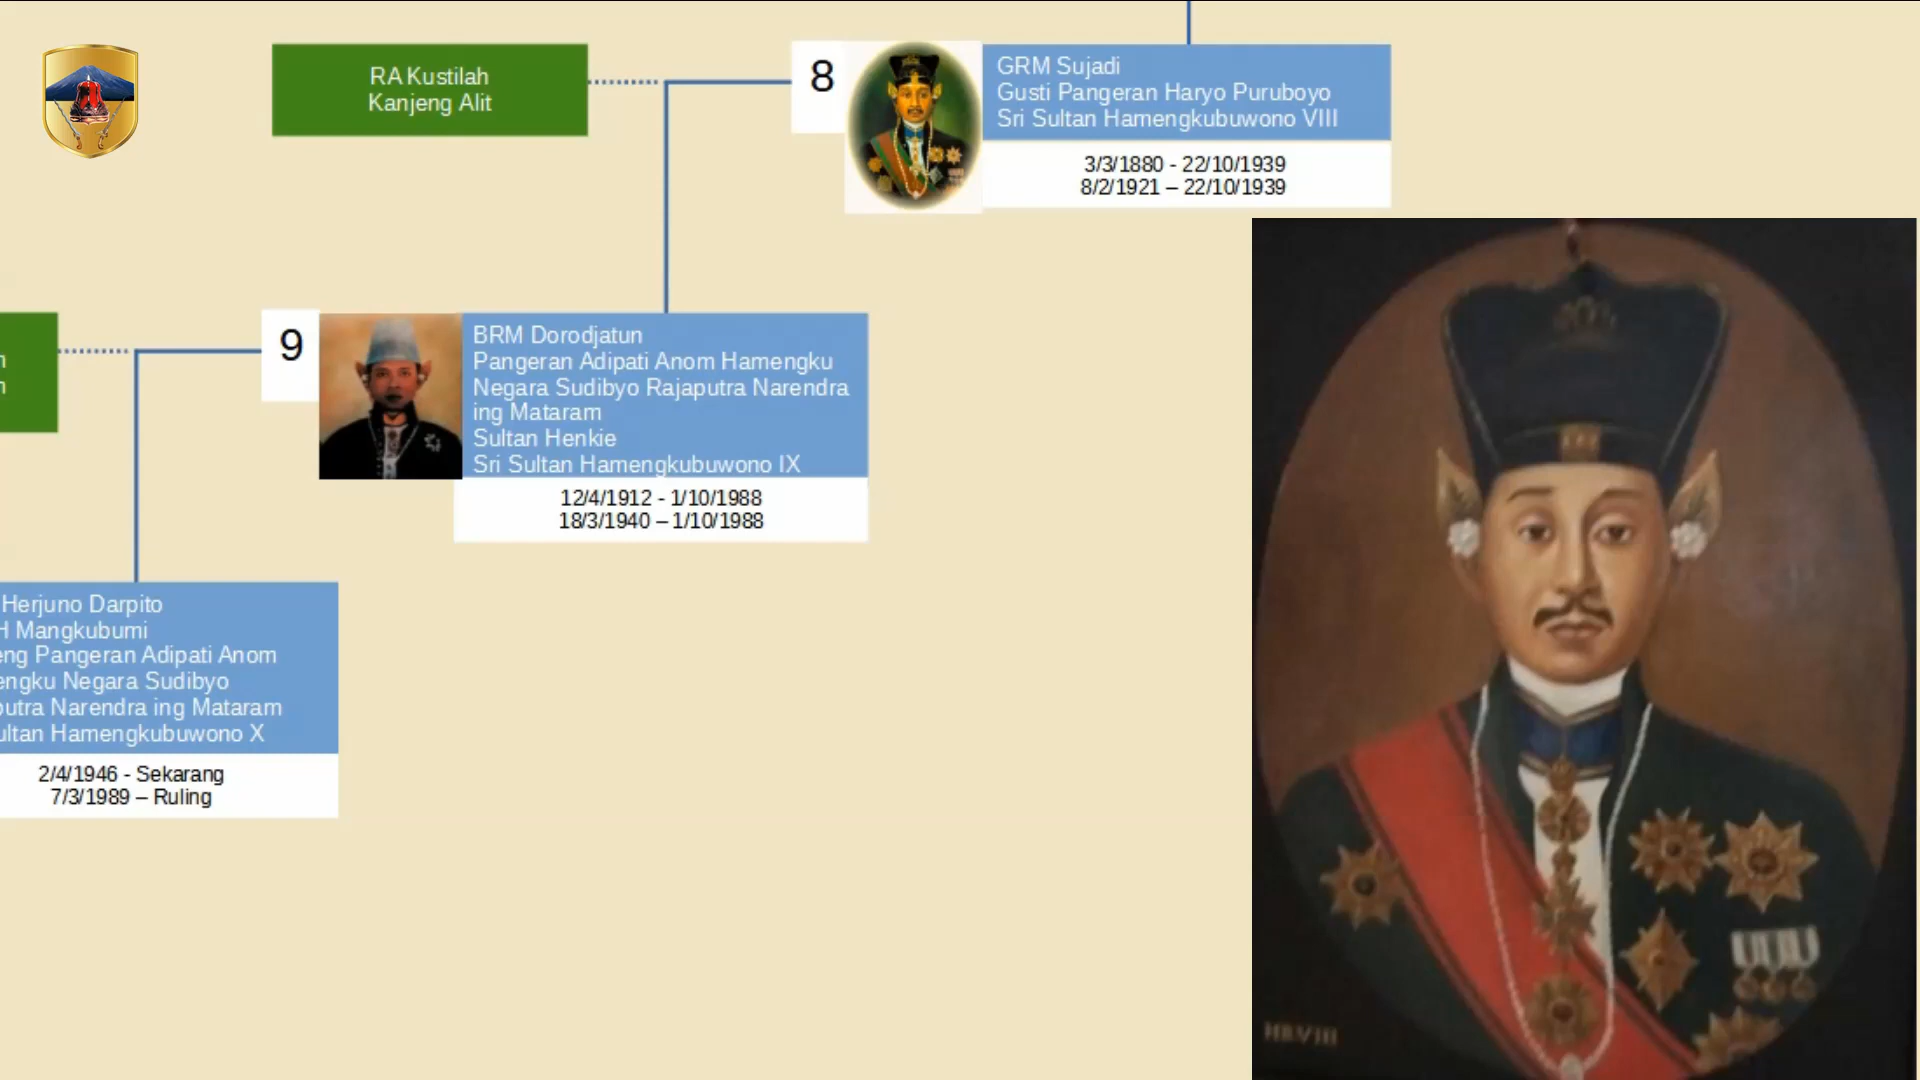 RA Kustilah
Kanjeng Alit
8
GRM Sujadi
Gusti Pangeran Haryo Puruboyo
Sri Sultan Hamengkubuwono VIII
3/3/1880 - 22/10/1939
8/2/1921 – 22/10/1939
9
BRM Dorodjatun
Pangeran Adipati Anom Hamengku
Negara Sudibyo Rajaputra Narendra
ing Mataram
Sultan Henkie
Sri Sultan Hamengkubuwono IX
12/4/1912 - 1/10/1988
18/3/1940 – 1/10/1988
Herjuno Darpito
Mangkubumi
Pangeran Adipati Anom
Negara Sudibyo
Narendra ing Mataram
Hamengkubuwono X
2/4/1946 - Sekarang
7/3/1989 – Ruling
HB VIII